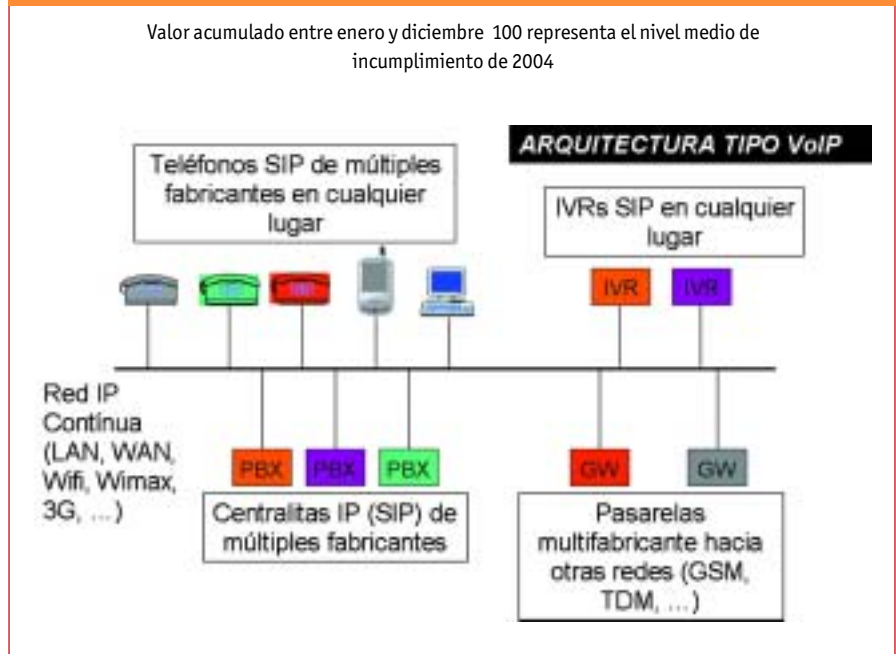 Valor acumulado entre enero y diciembre 100 representa el nivel medio de
incumplimiento de 2004
ARQUITECTURA TIPO VoIP
Teléfonos SIP de múltiples
fabricantes en cualquier
lugar
IVRs SIP en cualquier
lugar
IVR IVR
Red IP
Contínua
(LAN, WAN,
Wifi, Wimax,
3G, ...)
PBX PBX PBX
GW GW
Centralitas IP (SIP) de
múltiples fabricantes
Pasarelas
multifabricante hacia
otras redes (GSM,
TDM, ...)